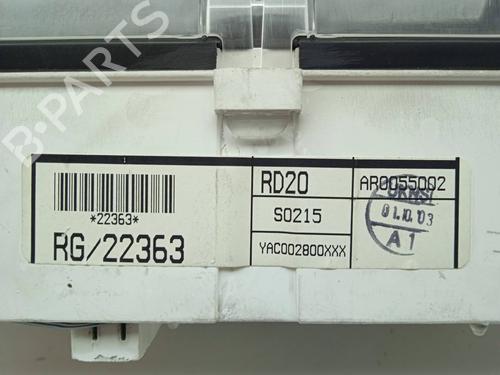 B-PARTS
*22363*
RG/22363
RD20
S0215
YAC002800XXX
AR0055002
01.10.03
A1